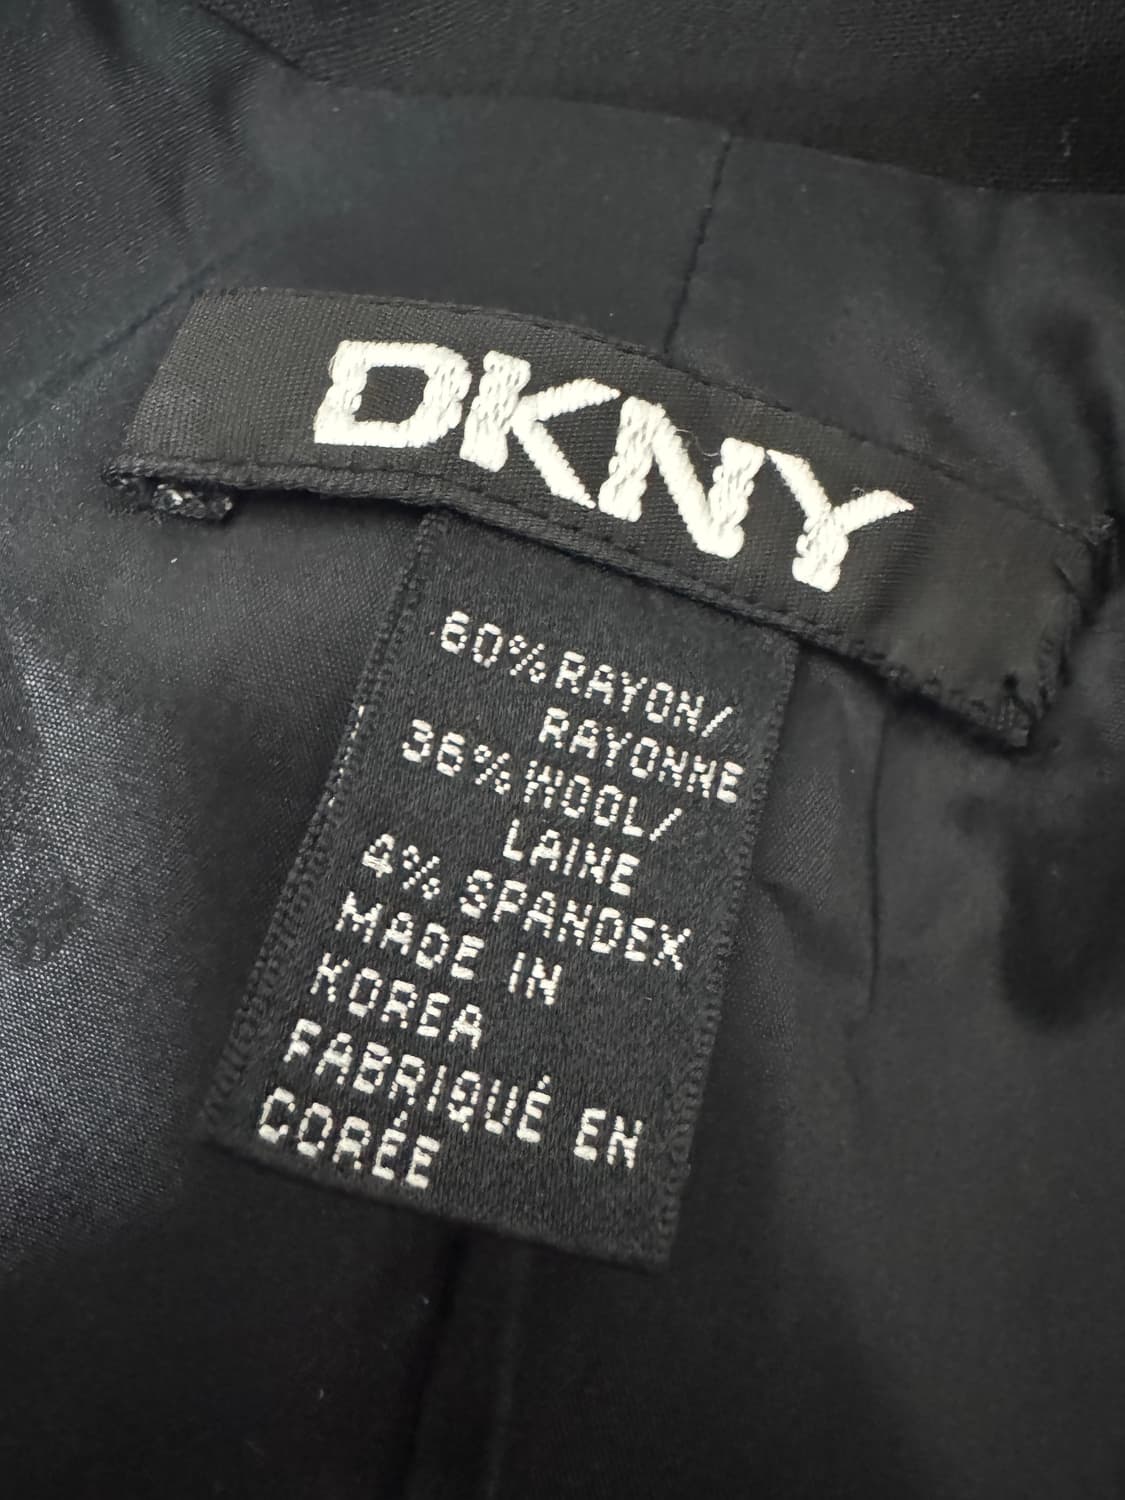 DKNY
60% RAYON/
RAYONNE
36% WOOL/
LAINE
4% SPANDEX
MADE IN
KOREA
FABRIQUÉ EN
CORÉE